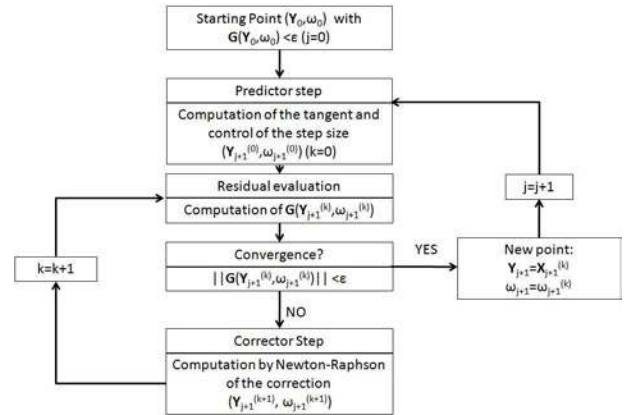 Starting Point (Y₀,ω₀) with
G(Y₀,ω₀) <ε (j=0)
Predictor step
Computation of the tangent and
control of the step size
(Yⱼ₊₁⁽⁰⁾,ωⱼ₊₁⁽⁰⁾) (k=0)
Residual evaluation
Computation of G(Yⱼ₊₁⁽ᵏ⁾,ωⱼ₊₁⁽ᵏ⁾)
Convergence?
||G(Yⱼ₊₁⁽ᵏ⁾,ωⱼ₊₁⁽ᵏ⁾)|| <ε
YES
New point:
Yⱼ₊₁=Xⱼ₊₁⁽ᵏ⁾
ωⱼ₊₁=ωⱼ₊₁⁽ᵏ⁾
j=j+1
NO
Corrector Step
Computation by Newton-Raphson
of the correction
(Yⱼ₊₁⁽ᵏ⁺¹⁾, ωⱼ₊₁⁽ᵏ⁺¹⁾)
k=k+1